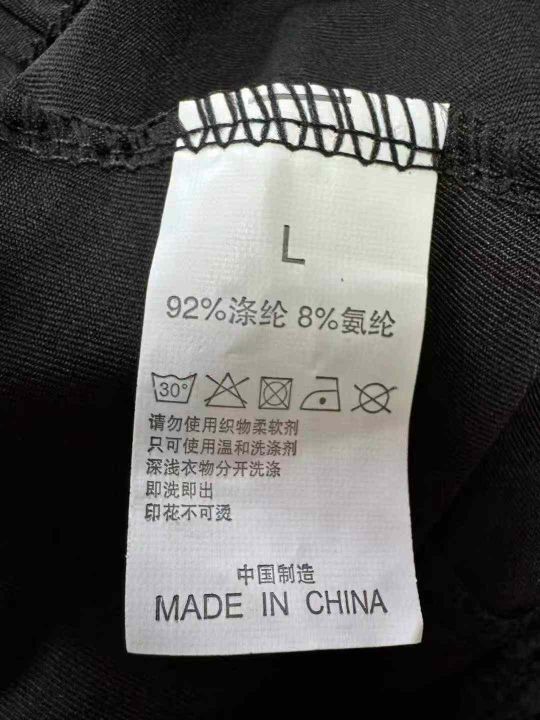 L
92%涤纶 8%氨纶
30°
请勿使用织物柔软剂
只可使用温和洗涤剂
深浅衣物分开洗涤
即洗即出
印花不可烫
中国制造
MADE IN CHINA